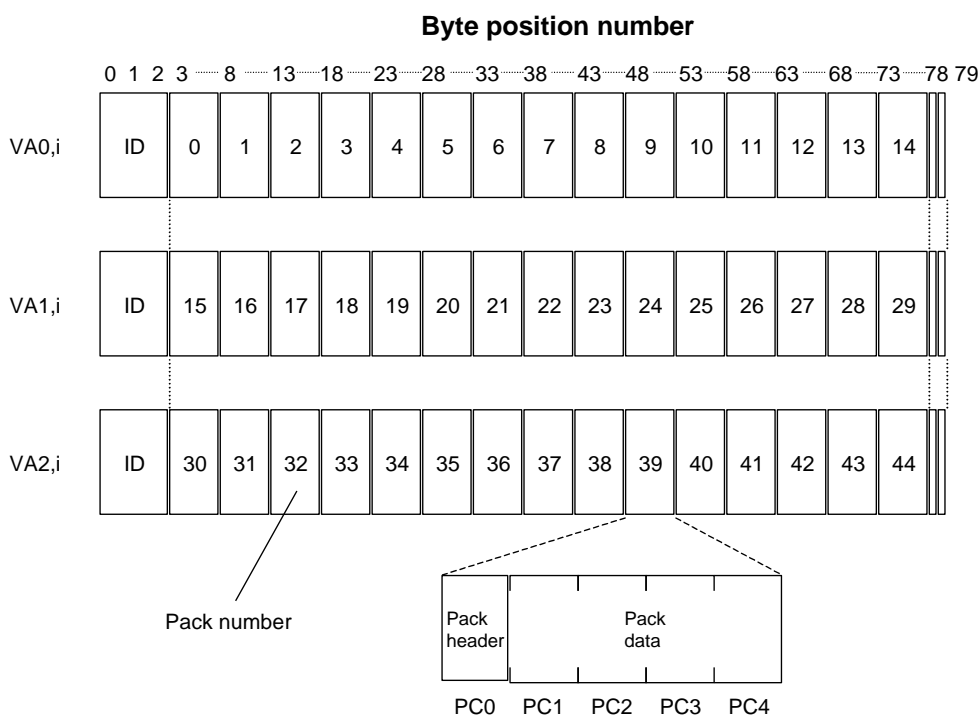 Byte position number
0 1 2 3 8 13 18 23 28 33 38 43 48 53 58 63 68 73 78 79
VA0,i ID 0 1 2 3 4 5 6 7 8 9 10 11 12 13 14
VA1,i ID 15 16 17 18 19 20 21 22 23 24 25 26 27 28 29
VA2,i ID 30 31 32 33 34 35 36 37 38 39 40 41 42 43 44
Pack number
Pack header
Pack data
PC0 PC1 PC2 PC3 PC4